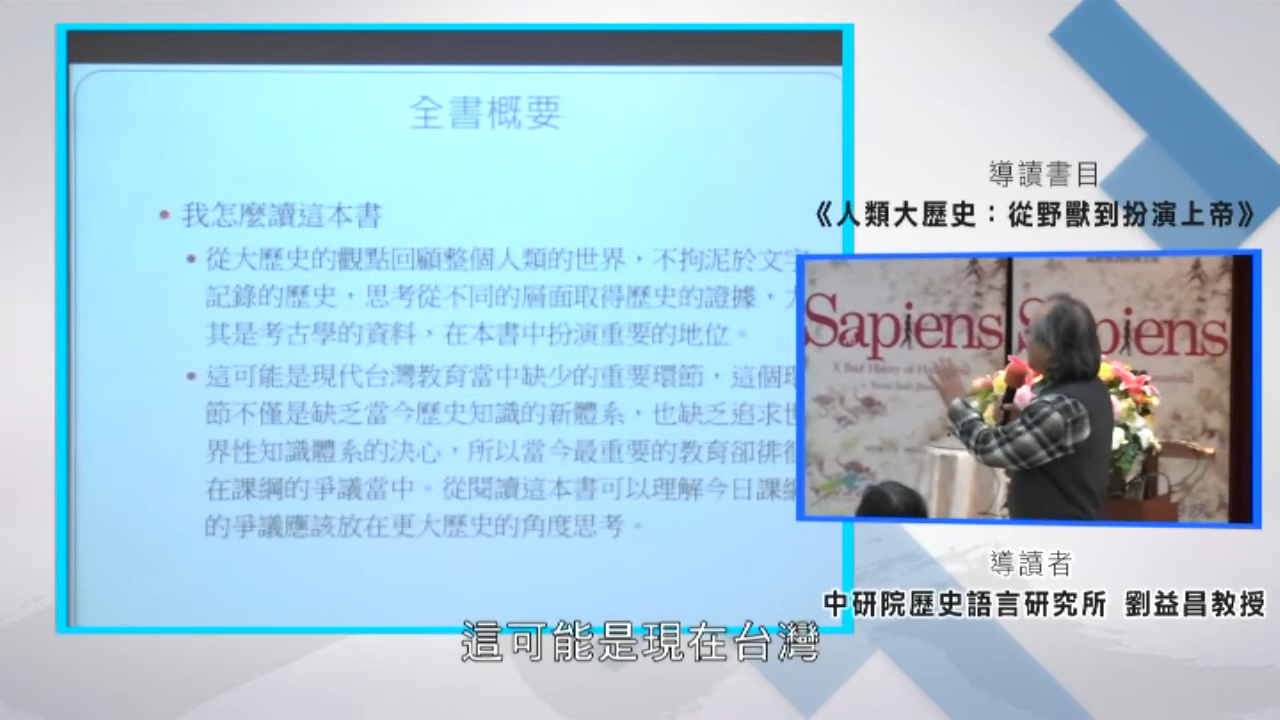 全書概要
我怎麼讀這本書
從大歷史的觀點回顧整個人類的世界，不拘泥於文字
記錄的歷史，思考從不同的層面取得歷史的證據，
其是考古學的資料，在本書中扮演重要的地位。
這可能是現代台灣教育當中缺少的重要環節，這個
節不僅是缺乏當今歷史知識的新體系，也缺乏追求
界性知識體系的決心，所以當今最重要的教育卻徘
在課綱的爭議當中。從閱讀這本書可以理解今日課
的爭議應該放在更大歷史的角度思考。
導讀書目
《人類大歷史：從野獸到扮演上帝》
Sapiens
Sapiens
A Brief History of
導讀者
中研院歷史語言研究所 劉益昌教授
這可能是現在台灣